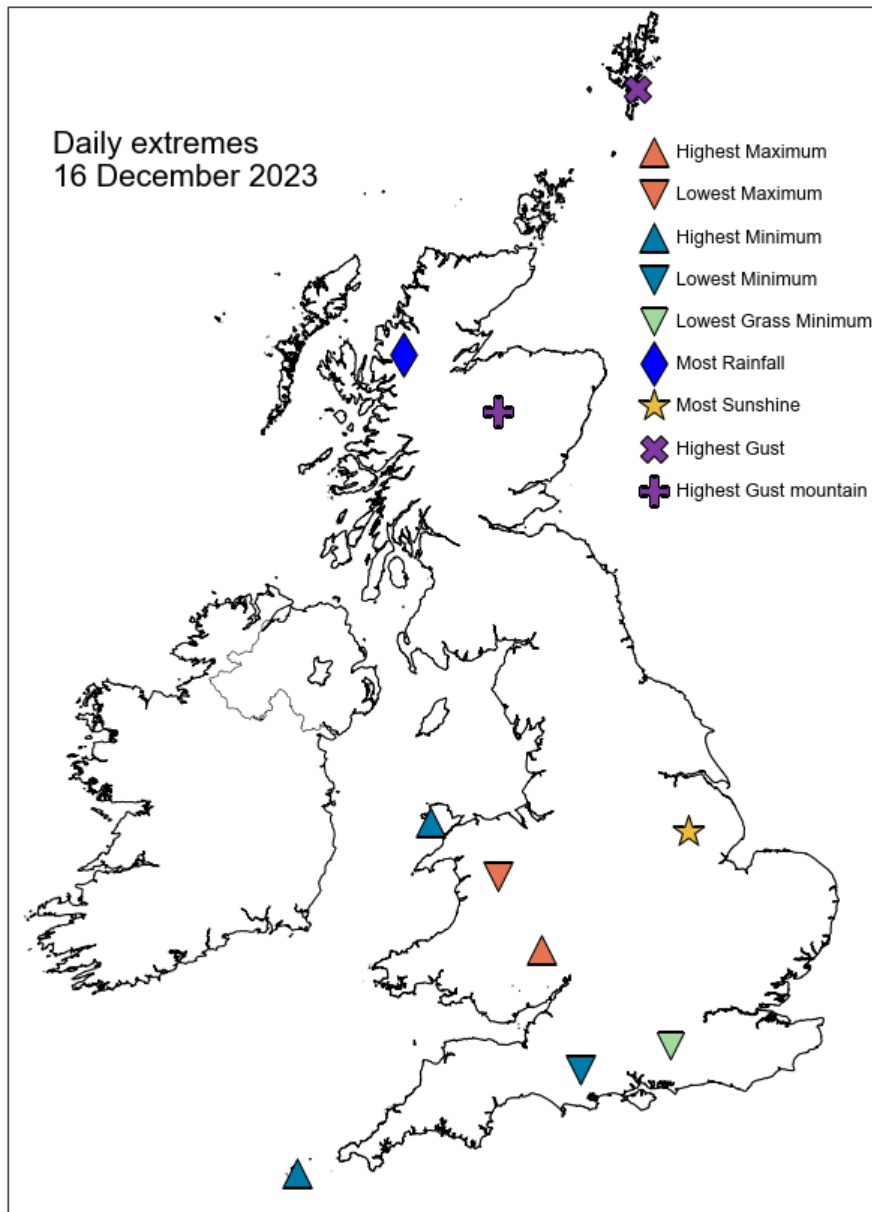 Daily extremes
16 December 2023
Highest Maximum
Lowest Maximum
Highest Minimum
Lowest Minimum
Lowest Grass Minimum
Most Rainfall
Most Sunshine
Highest Gust
Highest Gust mountain